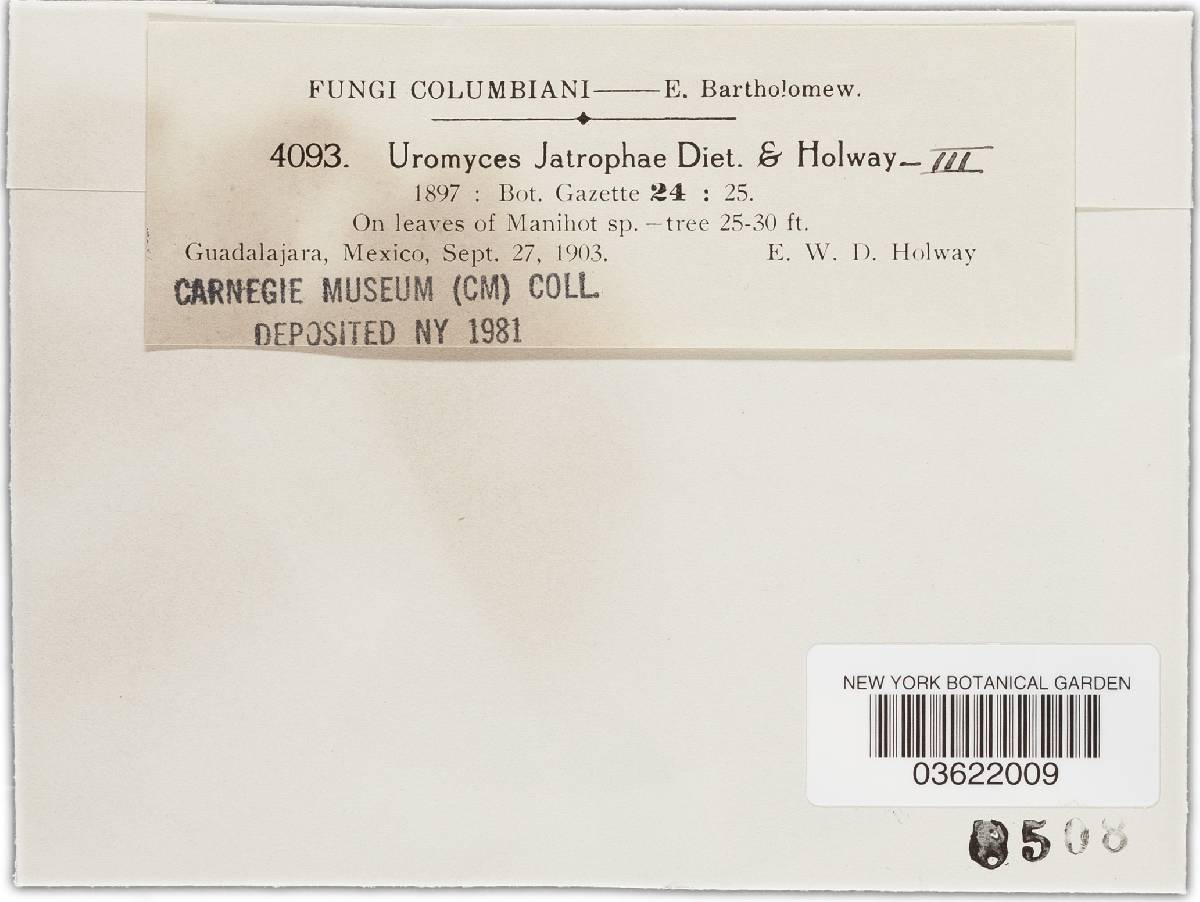 FUNGI COLUMBIANI——E. Bartholomew.
4093. Uromyces Jatrophae Diet. & Holway – III
1897 : Bot. Gazette 24 : 25.
On leaves of Manihot sp. – tree 25-30 ft.
Guadalajara, Mexico, Sept. 27, 1903. E. W. D. Holway
CARNEGIE MUSEUM (CM) COLL.
DEPOSITED NY 1981
NEW YORK BOTANICAL GARDEN
03622009